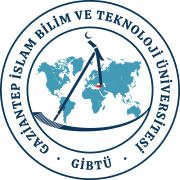 GAZİANTEP İSLAM BİLİM VE TEKNOLOJİ ÜNİVERSİTESİ
· GİBTÜ ·